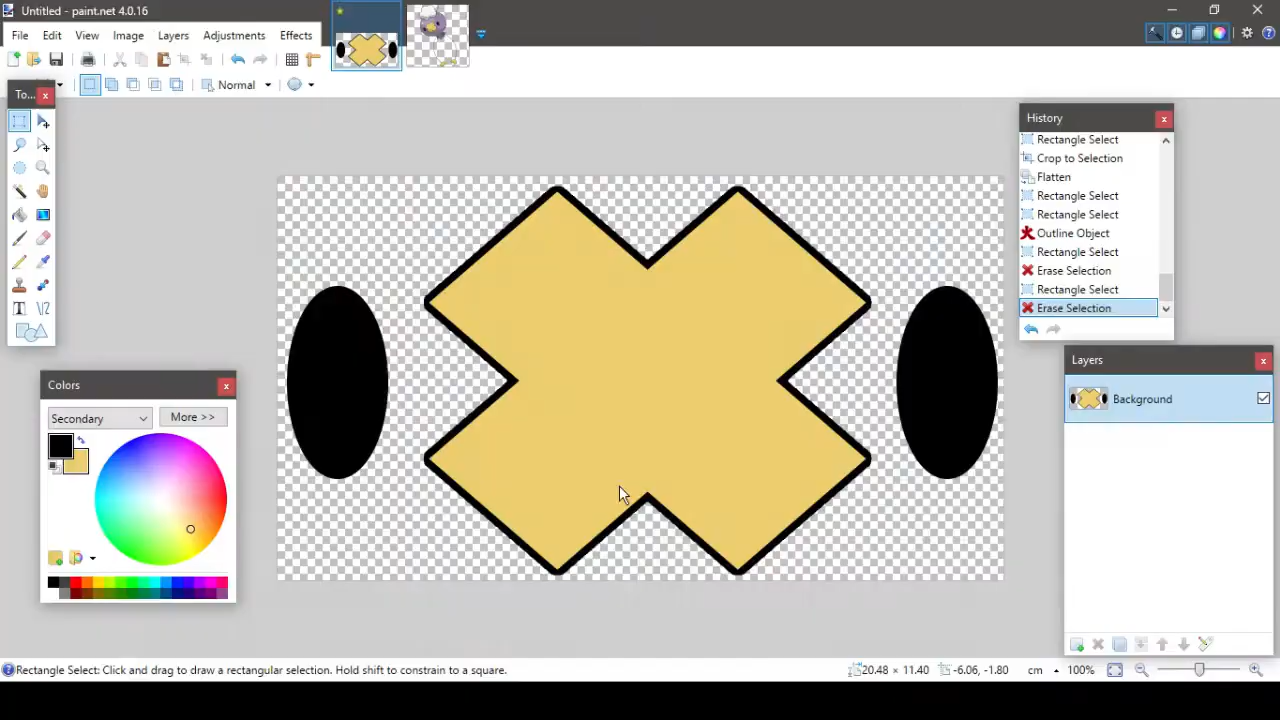 Untitled - paint.net 4.0.16
File Edit View Image Layers Adjustments Effects
Normal
To...
History
Rectangle Select
Crop to Selection
Flatten
Rectangle Select
Rectangle Select
Outline Object
Rectangle Select
Erase Selection
Rectangle Select
Erase Selection
Layers
Background
Colors
Secondary
More >>
Rectangle Select: Click and drag to draw a rectangular selection. Hold shift to constrain to a square.
20.48 × 11.40
-6.06, -1.80
cm
100%